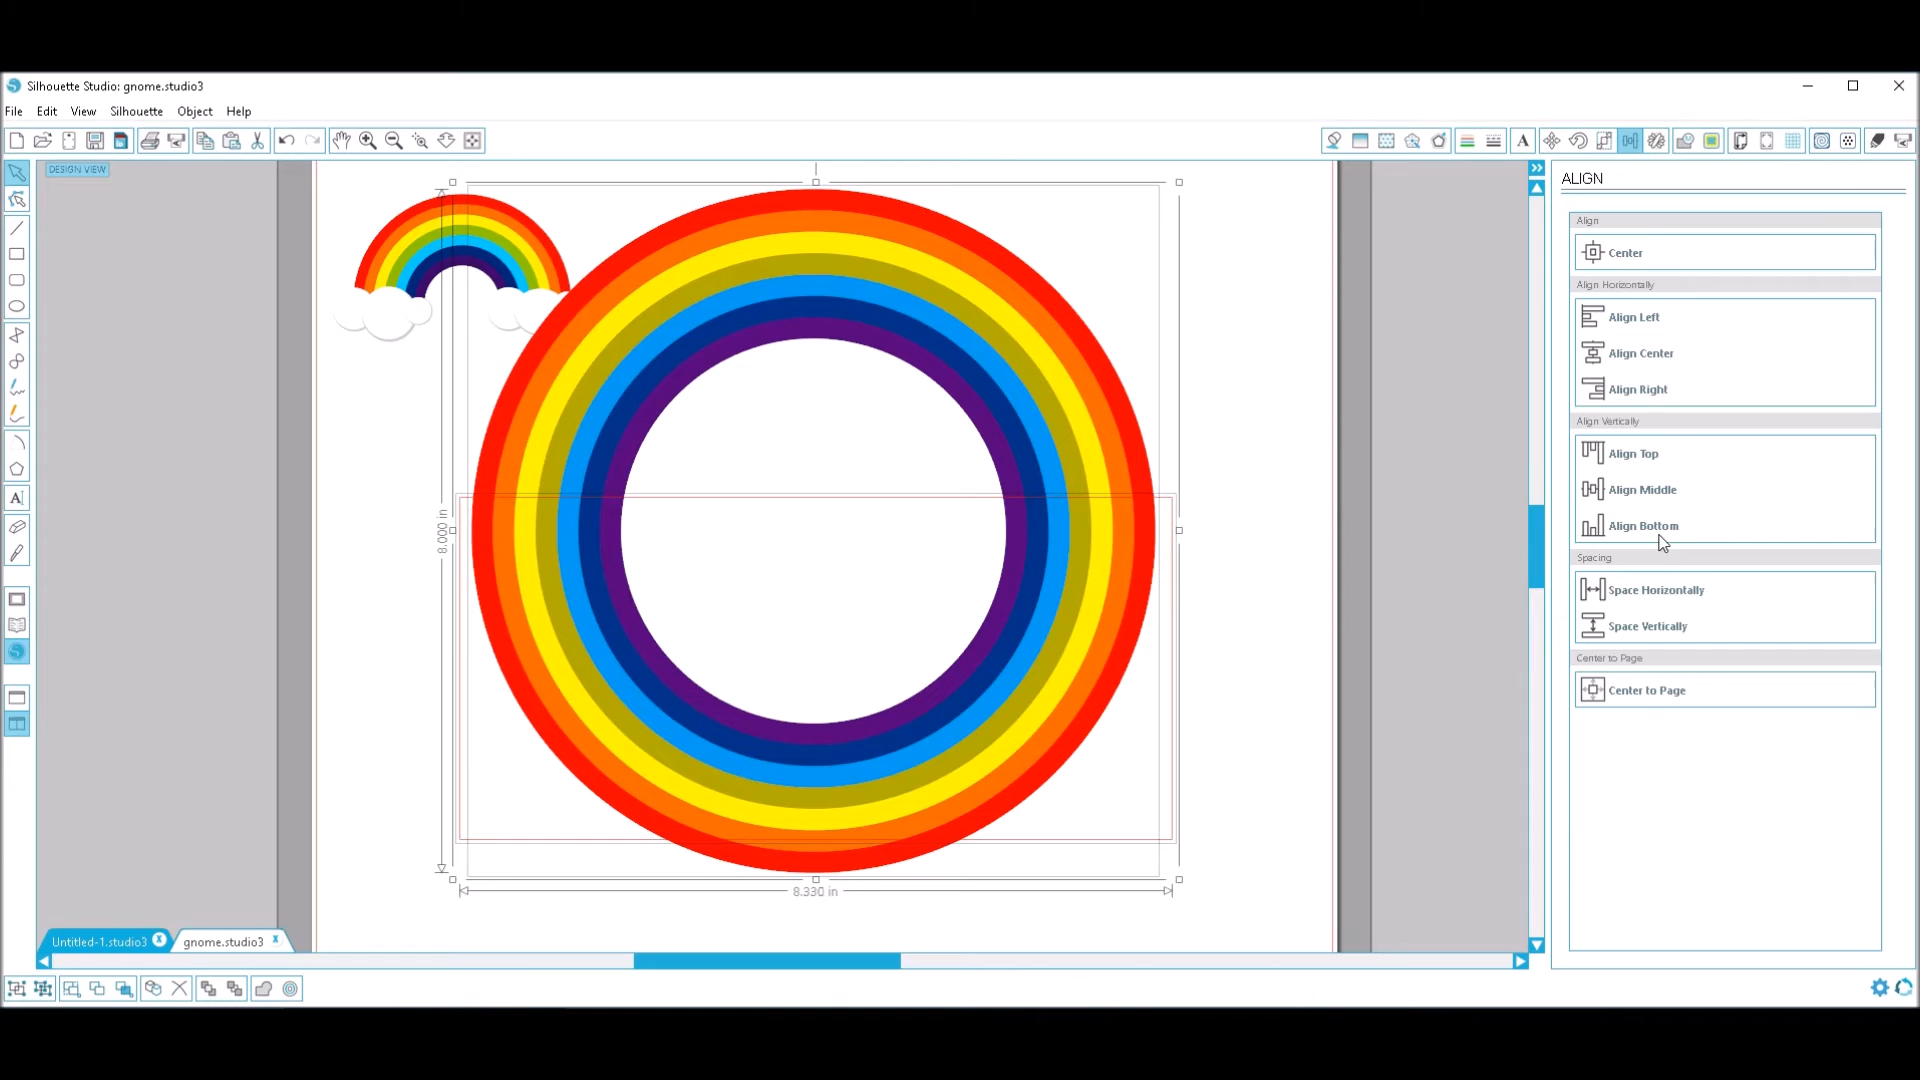 Silhouette Studio: gnome.studio3
File Edit View Silhouette Object Help
DESIGN VIEW
ALIGN
Align
Center
Align Horizontally
Align Left
Align Center
Align Right
Align Vertically
Align Top
Align Middle
Align Bottom
Spacing
Space Horizontally
Space Vertically
Center to Page
Center to Page
8.000 in
8.330 in
Untitled-1.studio3 x gnome.studio3 x